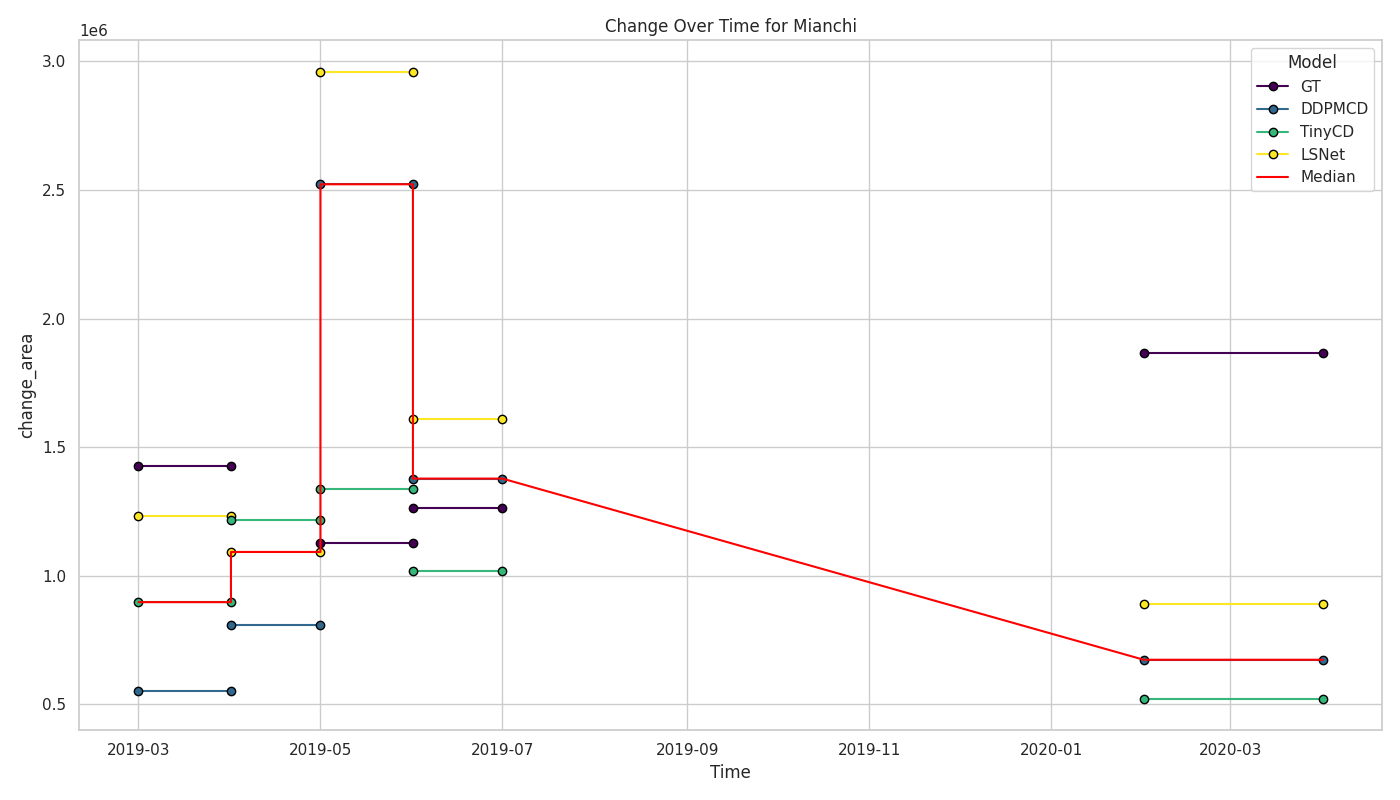 Change Over Time for Mianchi
1e6
3.0
2.5
2.0
1.5
1.0
0.5
change_area
2019-03
2019-05
2019-07
2019-09
2019-11
2020-01
2020-03
Time
Model
GT
DDPMCD
TinyCD
LSNet
Median